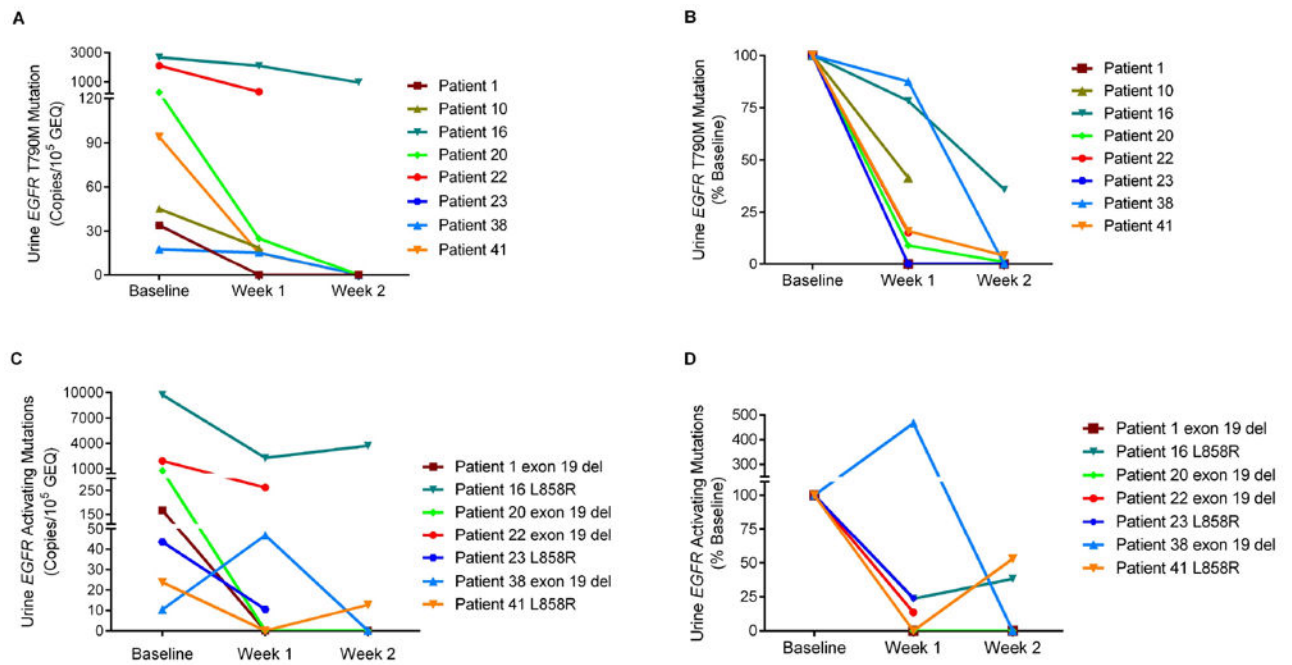 A
Urine EGFR T790M Mutation
(Copies/10⁵ GEQ)
3000
1000
120
90
60
30
0
Baseline
Week 1
Week 2
Patient 1
Patient 10
Patient 16
Patient 20
Patient 22
Patient 23
Patient 38
Patient 41
B
Urine EGFR T790M Mutation
(% Baseline)
100
75
50
25
0
Baseline
Week 1
Week 2
Patient 1
Patient 10
Patient 16
Patient 20
Patient 22
Patient 23
Patient 38
Patient 41
C
Urine EGFR Activating Mutations
(Copies/10⁵ GEQ)
10000
7000
4000
1000
250
150
50
40
30
20
10
0
Baseline
Week 1
Week 2
Patient 1 exon 19 del
Patient 16 L858R
Patient 20 exon 19 del
Patient 22 exon 19 del
Patient 23 L858R
Patient 38 exon 19 del
Patient 41 L858R
D
Urine EGFR Activating Mutations
(% Baseline)
500
400
300
100
75
50
25
0
Baseline
Week 1
Week 2
Patient 1 exon 19 del
Patient 16 L858R
Patient 20 exon 19 del
Patient 22 exon 19 del
Patient 23 L858R
Patient 38 exon 19 del
Patient 41 L858R